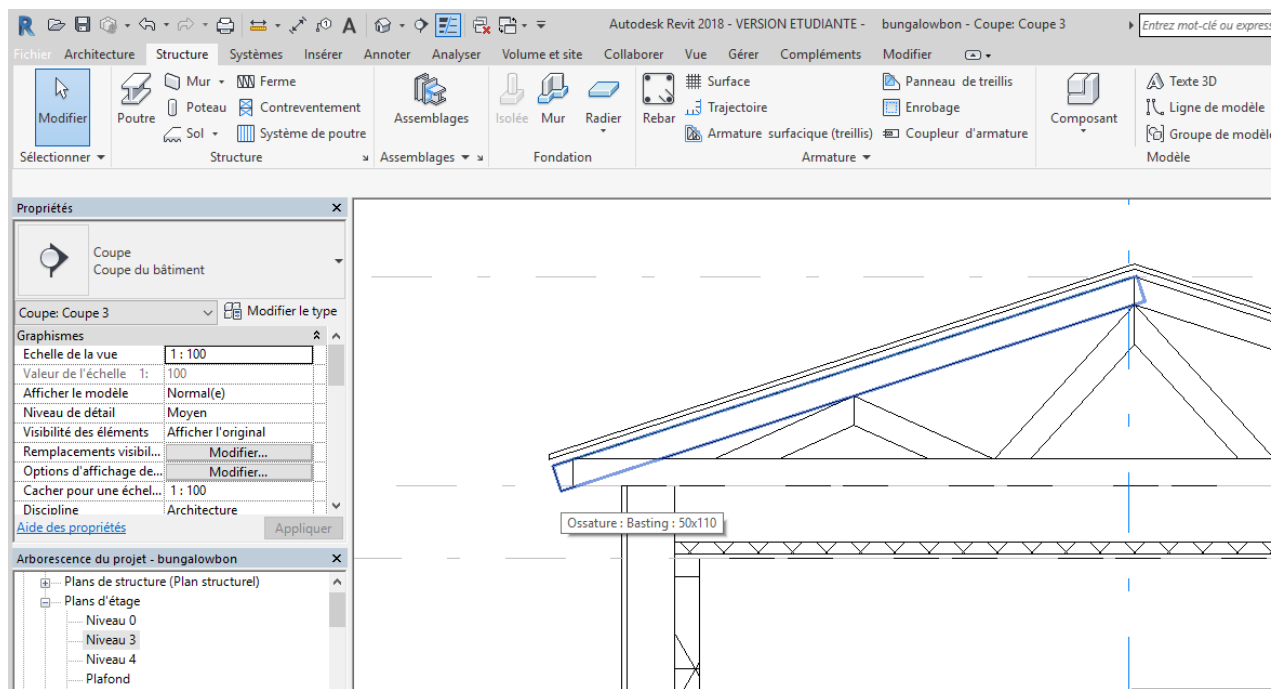 Autodesk Revit 2018 - VERSION ETUDIANTE - bungalowbon - Coupe: Coupe 3
Entrez mot-clé ou express
Fichier Architecture Structure Systèmes Insérer Annoter Analyser Volume et site Collaborer Vue Gérer Compléments Modifier
Modifier
Poutre
Mur
Ferme
Poteau
Contreventement
Sol
Système de poutre
Assemblages
Isolée
Mur
Radier
Rebar
Surface
Trajectoire
Armature surfacique (treillis)
Panneau de treillis
Enrobage
Coupleur d'armature
Composant
Texte 3D
Ligne de modèle
Groupe de modèle
Sélectionner
Structure
Assemblages
Fondation
Armature
Modèle
Propriétés
Coupe
Coupe du bâtiment
Coupe: Coupe 3
Modifier le type
Graphismes
Echelle de la vue 1 : 100
Valeur de l'échelle 1: 100
Afficher le modèle Normal(e)
Niveau de détail Moyen
Visibilité des éléments Afficher l'original
Remplacements visibil... Modifier...
Options d'affichage de... Modifier...
Cacher pour une échel... 1 : 100
Discipline Architecture
Aide des propriétés
Appliquer
Arborescence du projet - bungalowbon
Plans de structure (Plan structurel)
Plans d'étage
Niveau 0
Niveau 3
Niveau 4
Plafond
Ossature : Basting : 50x110